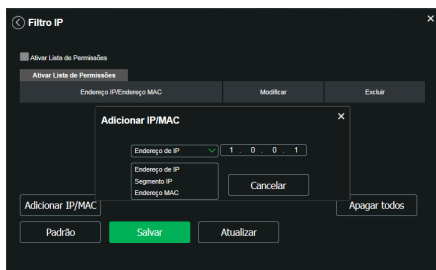 Filtro IP
Ativar Lista de Permissões
Ativar Lista de Permissões
Endereço IP/Endereço MAC Modificar Excluir
Adicionar IP/MAC
Endereço de IP 1 . 0 . 0 . 1
Endereço de IP
Segmento IP
Endereço MAC
Cancelar
Adicionar IP/MAC Apagar todos
Padrão Salvar Atualizar